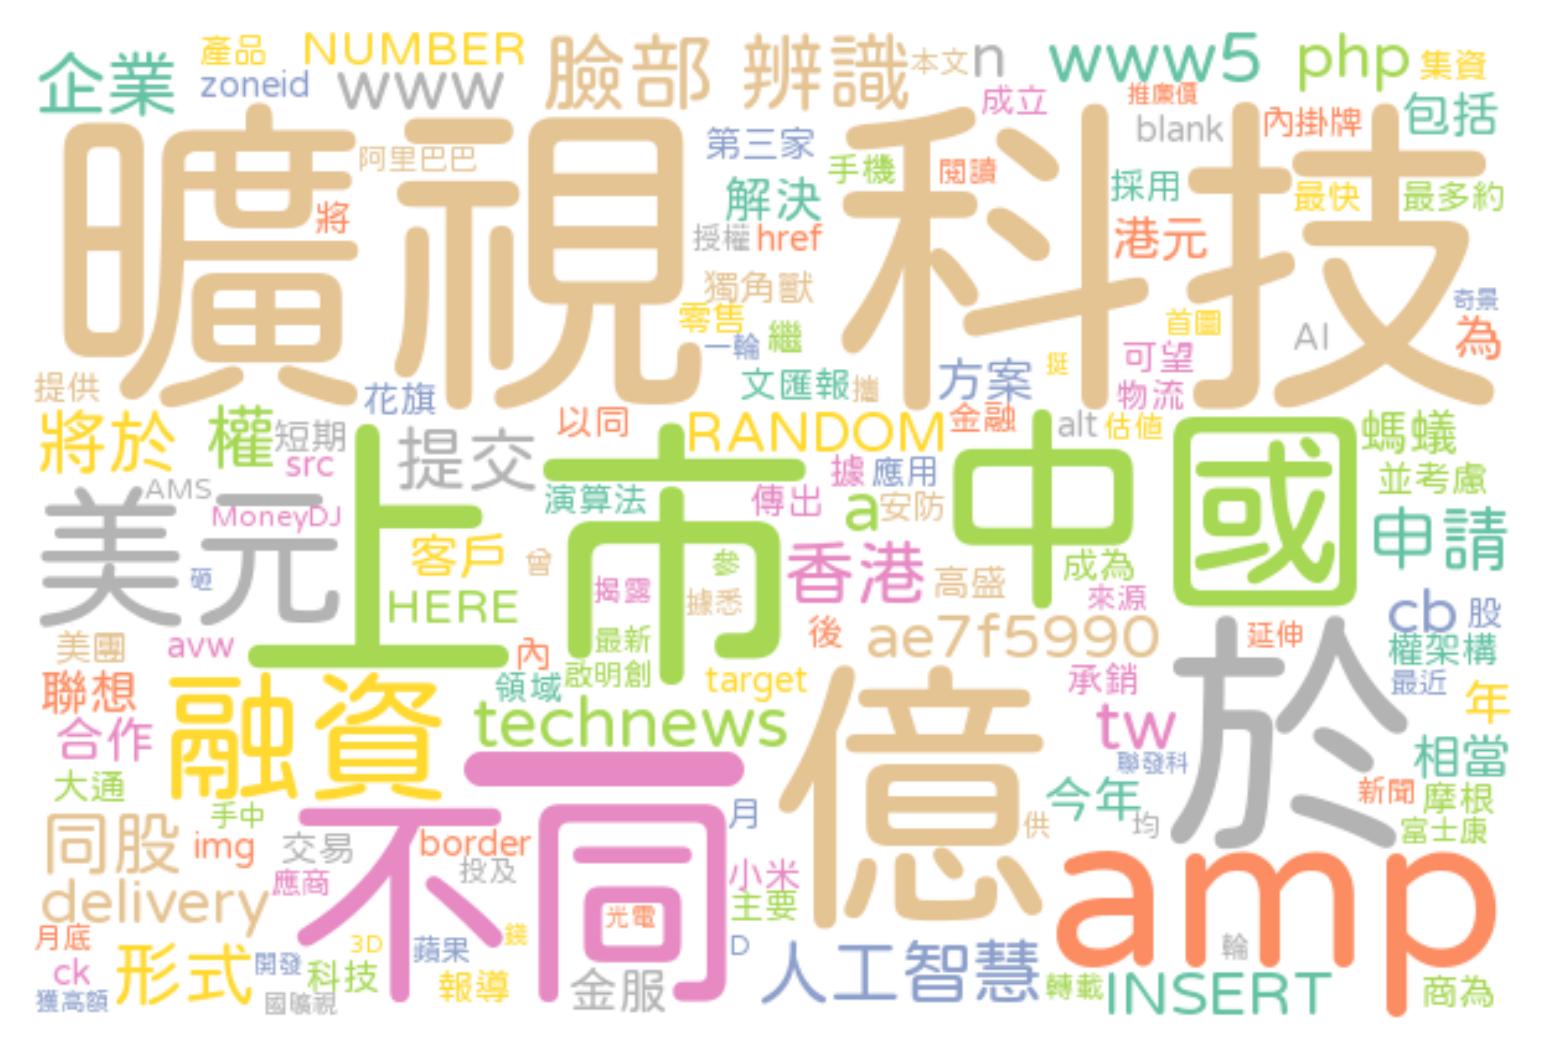 企業 產品 NUMBER 臉部 辨識 本文 n www5 php 集資
zoneid www 成立 推廣價 包括
曠視 科技 阿里巴巴 第三家 手機 閱讀 blank 內掛牌
將 解決 採用 最快 最多約
授權 href 港元
獨角獸 零售 一輪 繼 首圖 AI 奇景 為
提供 花旗 文匯報 攜 方案 挺 可望 物流
將於 權 短期 提交 以同 RANDOM 金融 alt 估值 螞蟻
src 上市 中國 據 應用 並考慮
美元 AMS MoneyDJ 演算法 傳出 a 安防 申請
客戶 曾 參 香港 高盛 成為
砸 HERE 揭露 據悉 來源 cb 股
美團 avw 內 最新 後 ae7f5990 延伸 權架構
聯想 融資 領域 啟明創 target 億 承銷 於 最近 年
合作 technews tw 聯發科 相當
大通 手中 不同 月 供 今年 均 新聞 摩根
同股 img 交易 border 富士康
delivery 應商 投及 小米 主要 amp
月底 3D 蘋果 錢 光電 D 輪
ck 形式 開發 科技 報導 金服 人工智慧 轉載 INSERT 商為
獲高額 國曠視